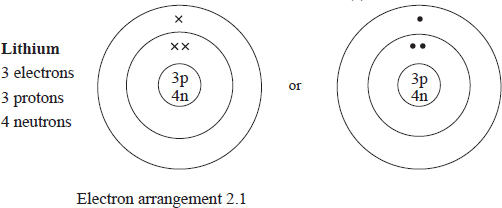 Lithium
3 electrons
3 protons
4 neutrons
3p
4n
or
3p
4n
Electron arrangement 2.1